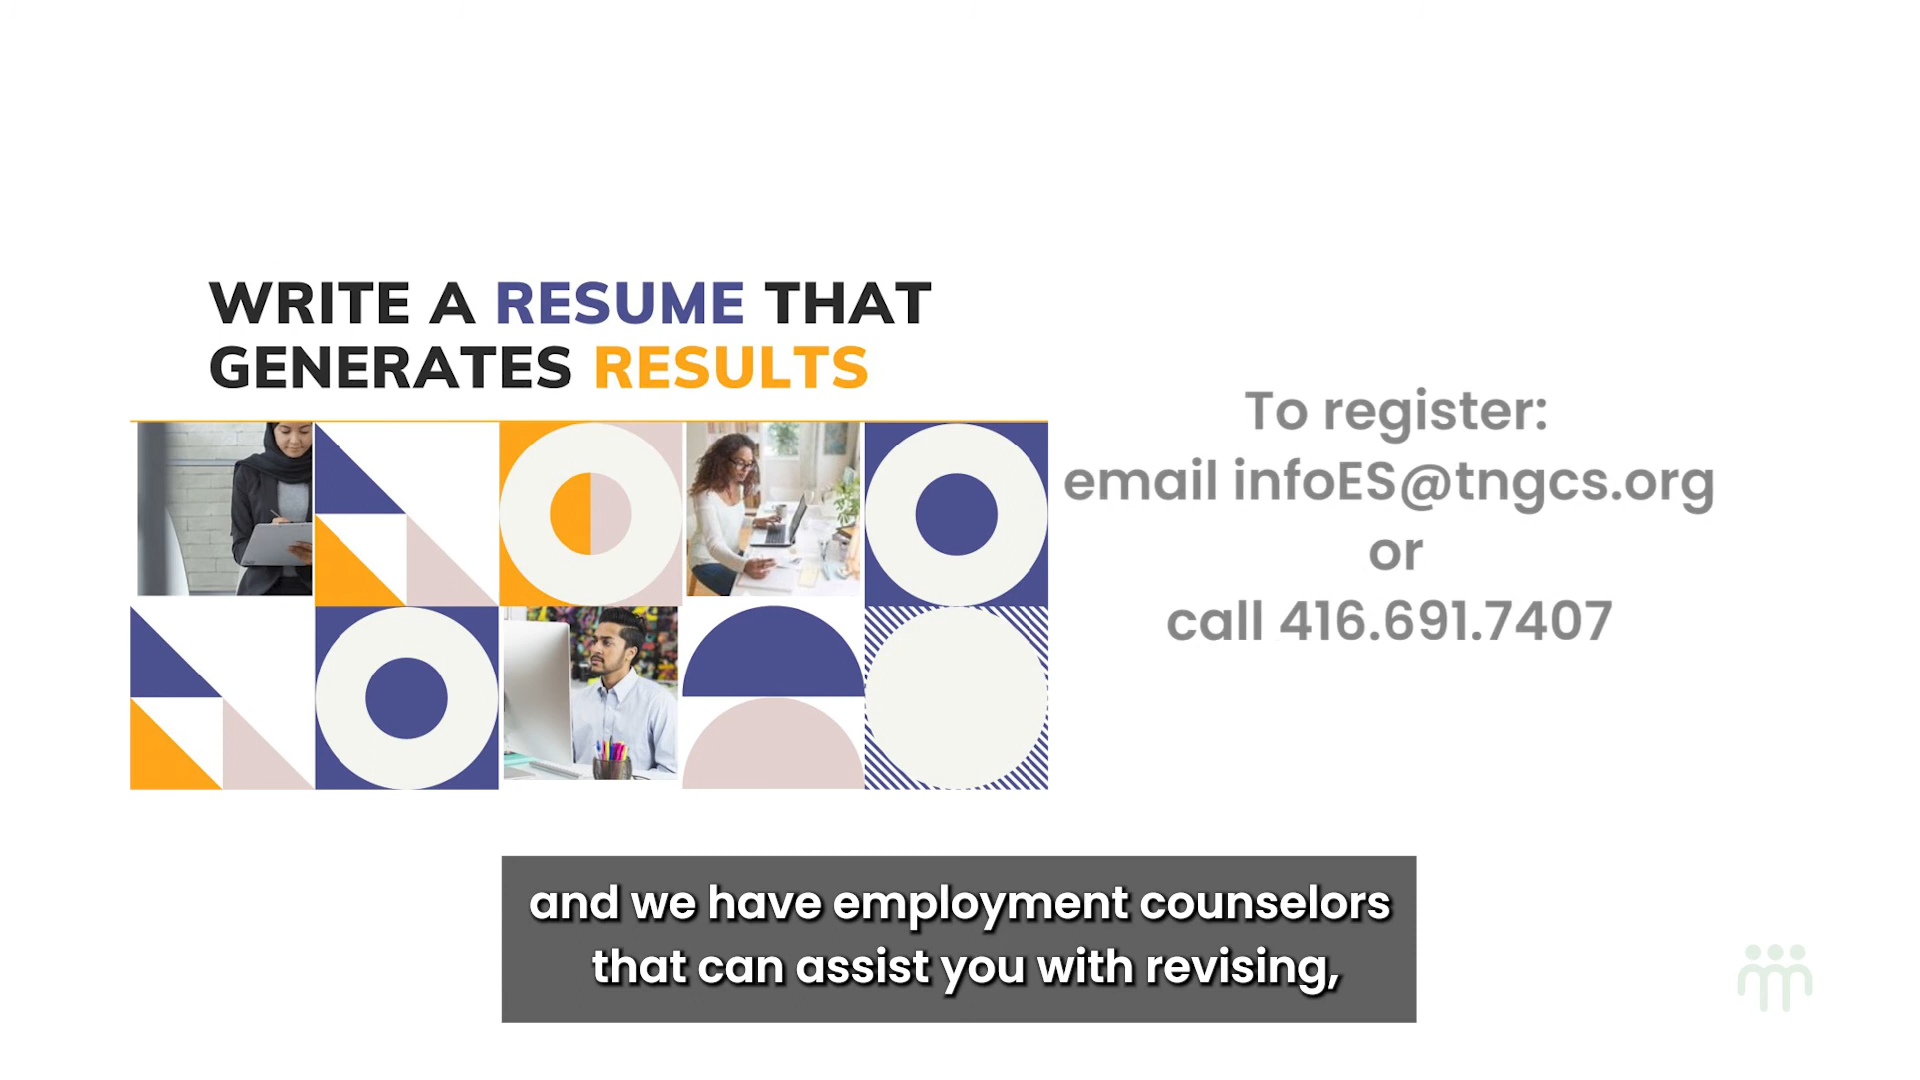 WRITE A RESUME THAT
GENERATES RESULTS
To register:
email infoES@tngcs.org
or
call 416.691.7407
and we have employment counselors
that can assist you with revising,